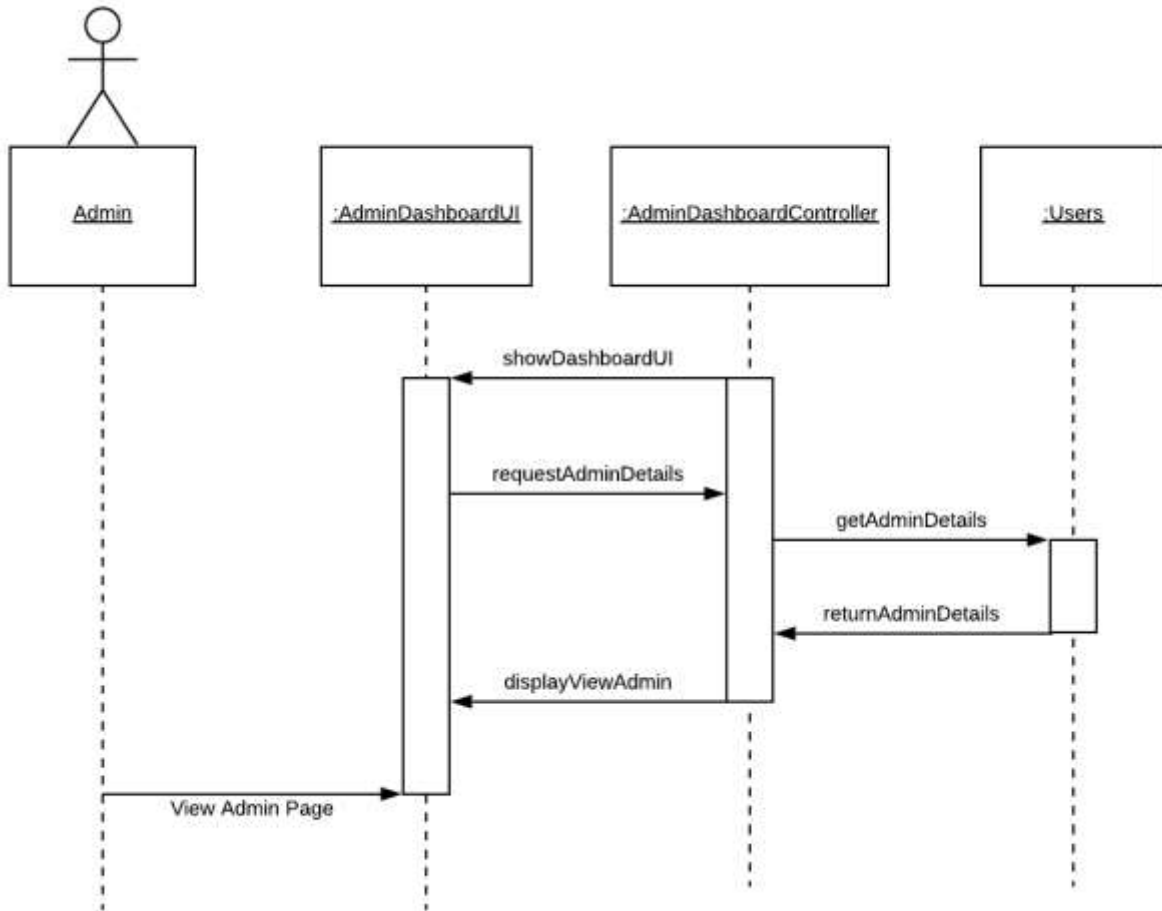 Admin
:AdminDashboardUI
:AdminDashboardController
:Users
showDashboardUI
requestAdminDetails
getAdminDetails
returnAdminDetails
displayViewAdmin
View Admin Page